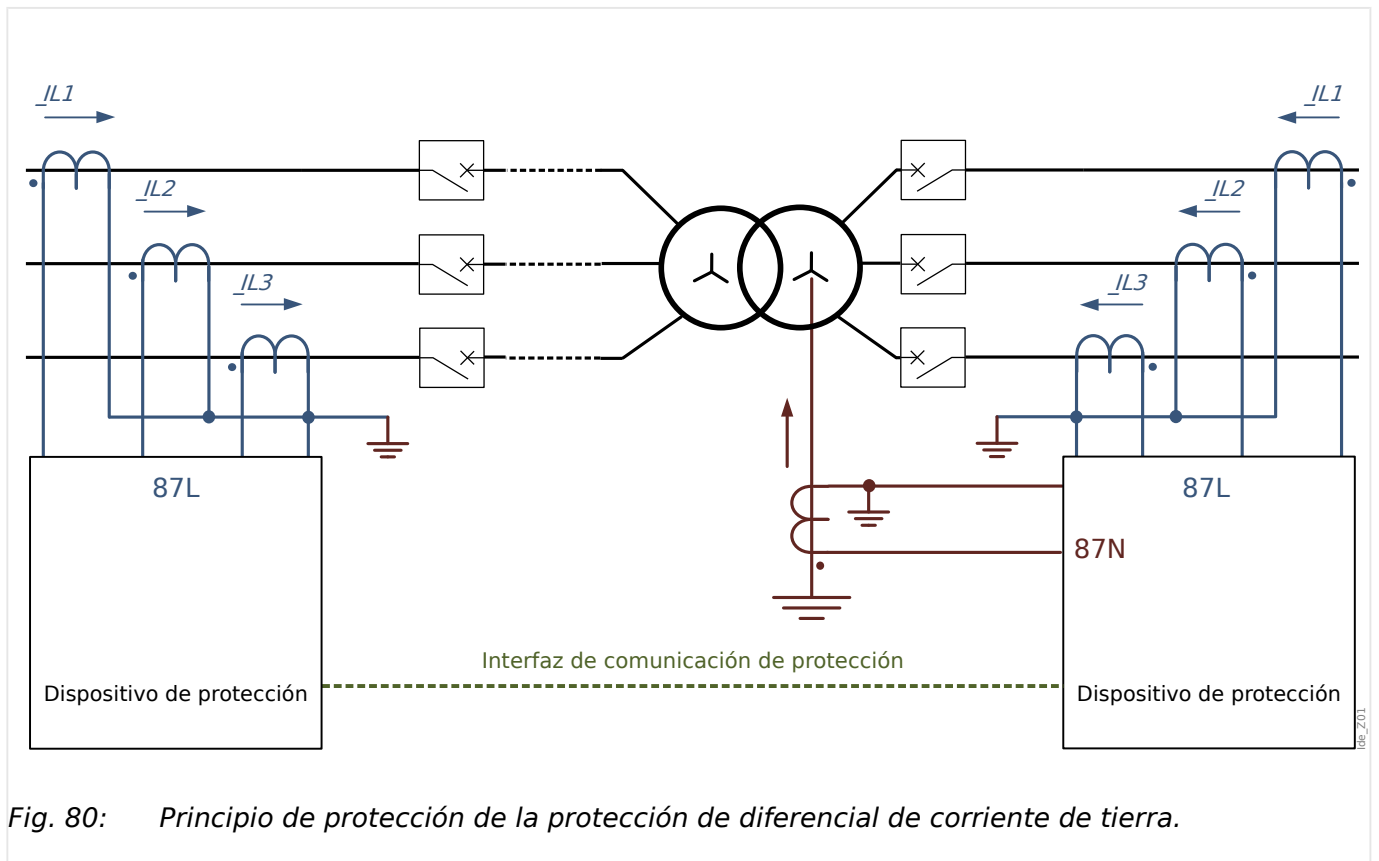 _IL1
_IL1
_IL2
_IL2
_IL3
_IL3
87L
87L
87N
Interfaz de comunicación de protección
Dispositivo de protección
Dispositivo de protección
Ide_Z01
Fig. 80: Principio de protección de la protección de diferencial de corriente de tierra.